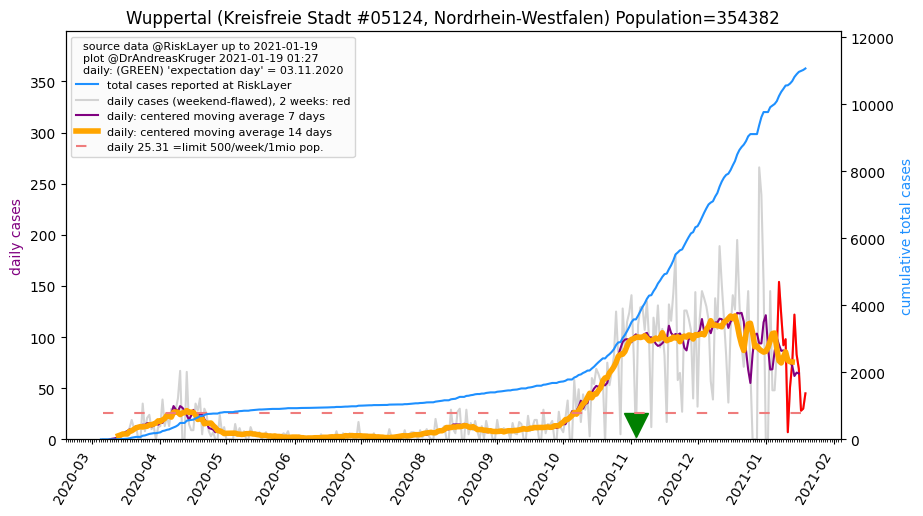 Wuppertal (Kreisfreie Stadt #05124, Nordrhein-Westfalen) Population=354382
source data @RiskLayer up to 2021-01-19
plot @DrAndreasKruger 2021-01-19 01:27
daily: (GREEN) 'expectation day' = 03.11.2020
total cases reported at RiskLayer
daily cases (weekend-flawed), 2 weeks: red
daily: centered moving average 7 days
daily: centered moving average 14 days
daily 25.31 =limit 500/week/1mio pop.
daily cases
350
300
250
200
150
100
50
0
cumulative total cases
12000
10000
8000
6000
4000
2000
0
2020-03
2020-04
2020-05
2020-06
2020-07
2020-08
2020-09
2020-10
2020-11
2020-12
2021-01
2021-02